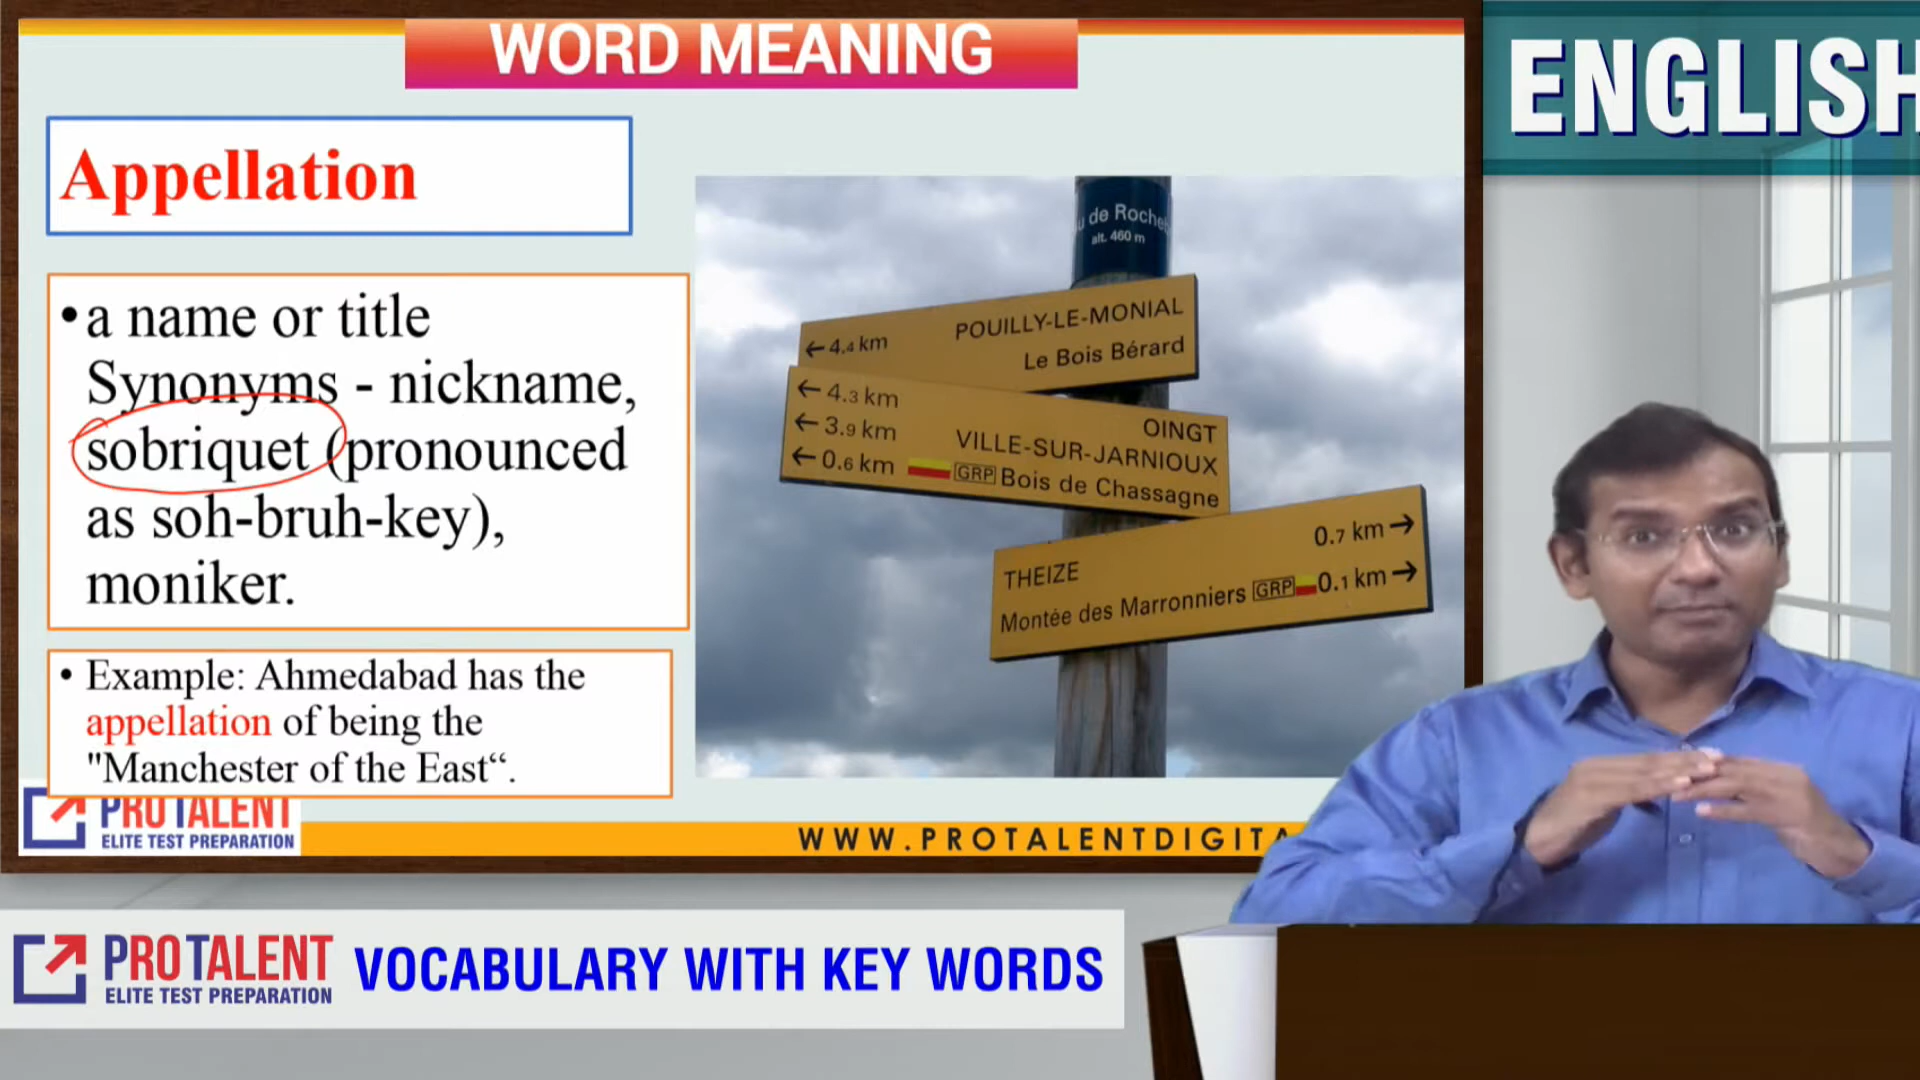 WORD MEANING
ENGLISH
Appellation
•a name or title
Synonyms - nickname,
sobriquet (pronounced
as soh-bruh-key),
moniker.
• Example: Ahmedabad has the
appellation of being the
"Manchester of the East“.
u de Roche
alt. 460 m
POUILLY-LE-MONIAL
← 4.4 km Le Bois Bérard
← 4.3 km OINGT
← 3.9 km VILLE-SUR-JARNIOUX
← 0.6 km GRP Bois de Chassagne
0.7 km →
THEIZE
Montée des Marronniers GRP 0.1 km →
PROTALENT
ELITE TEST PREPARATION
WWW.PROTALENTDIGITA
PROTALENT
ELITE TEST PREPARATION
VOCABULARY WITH KEY WORDS